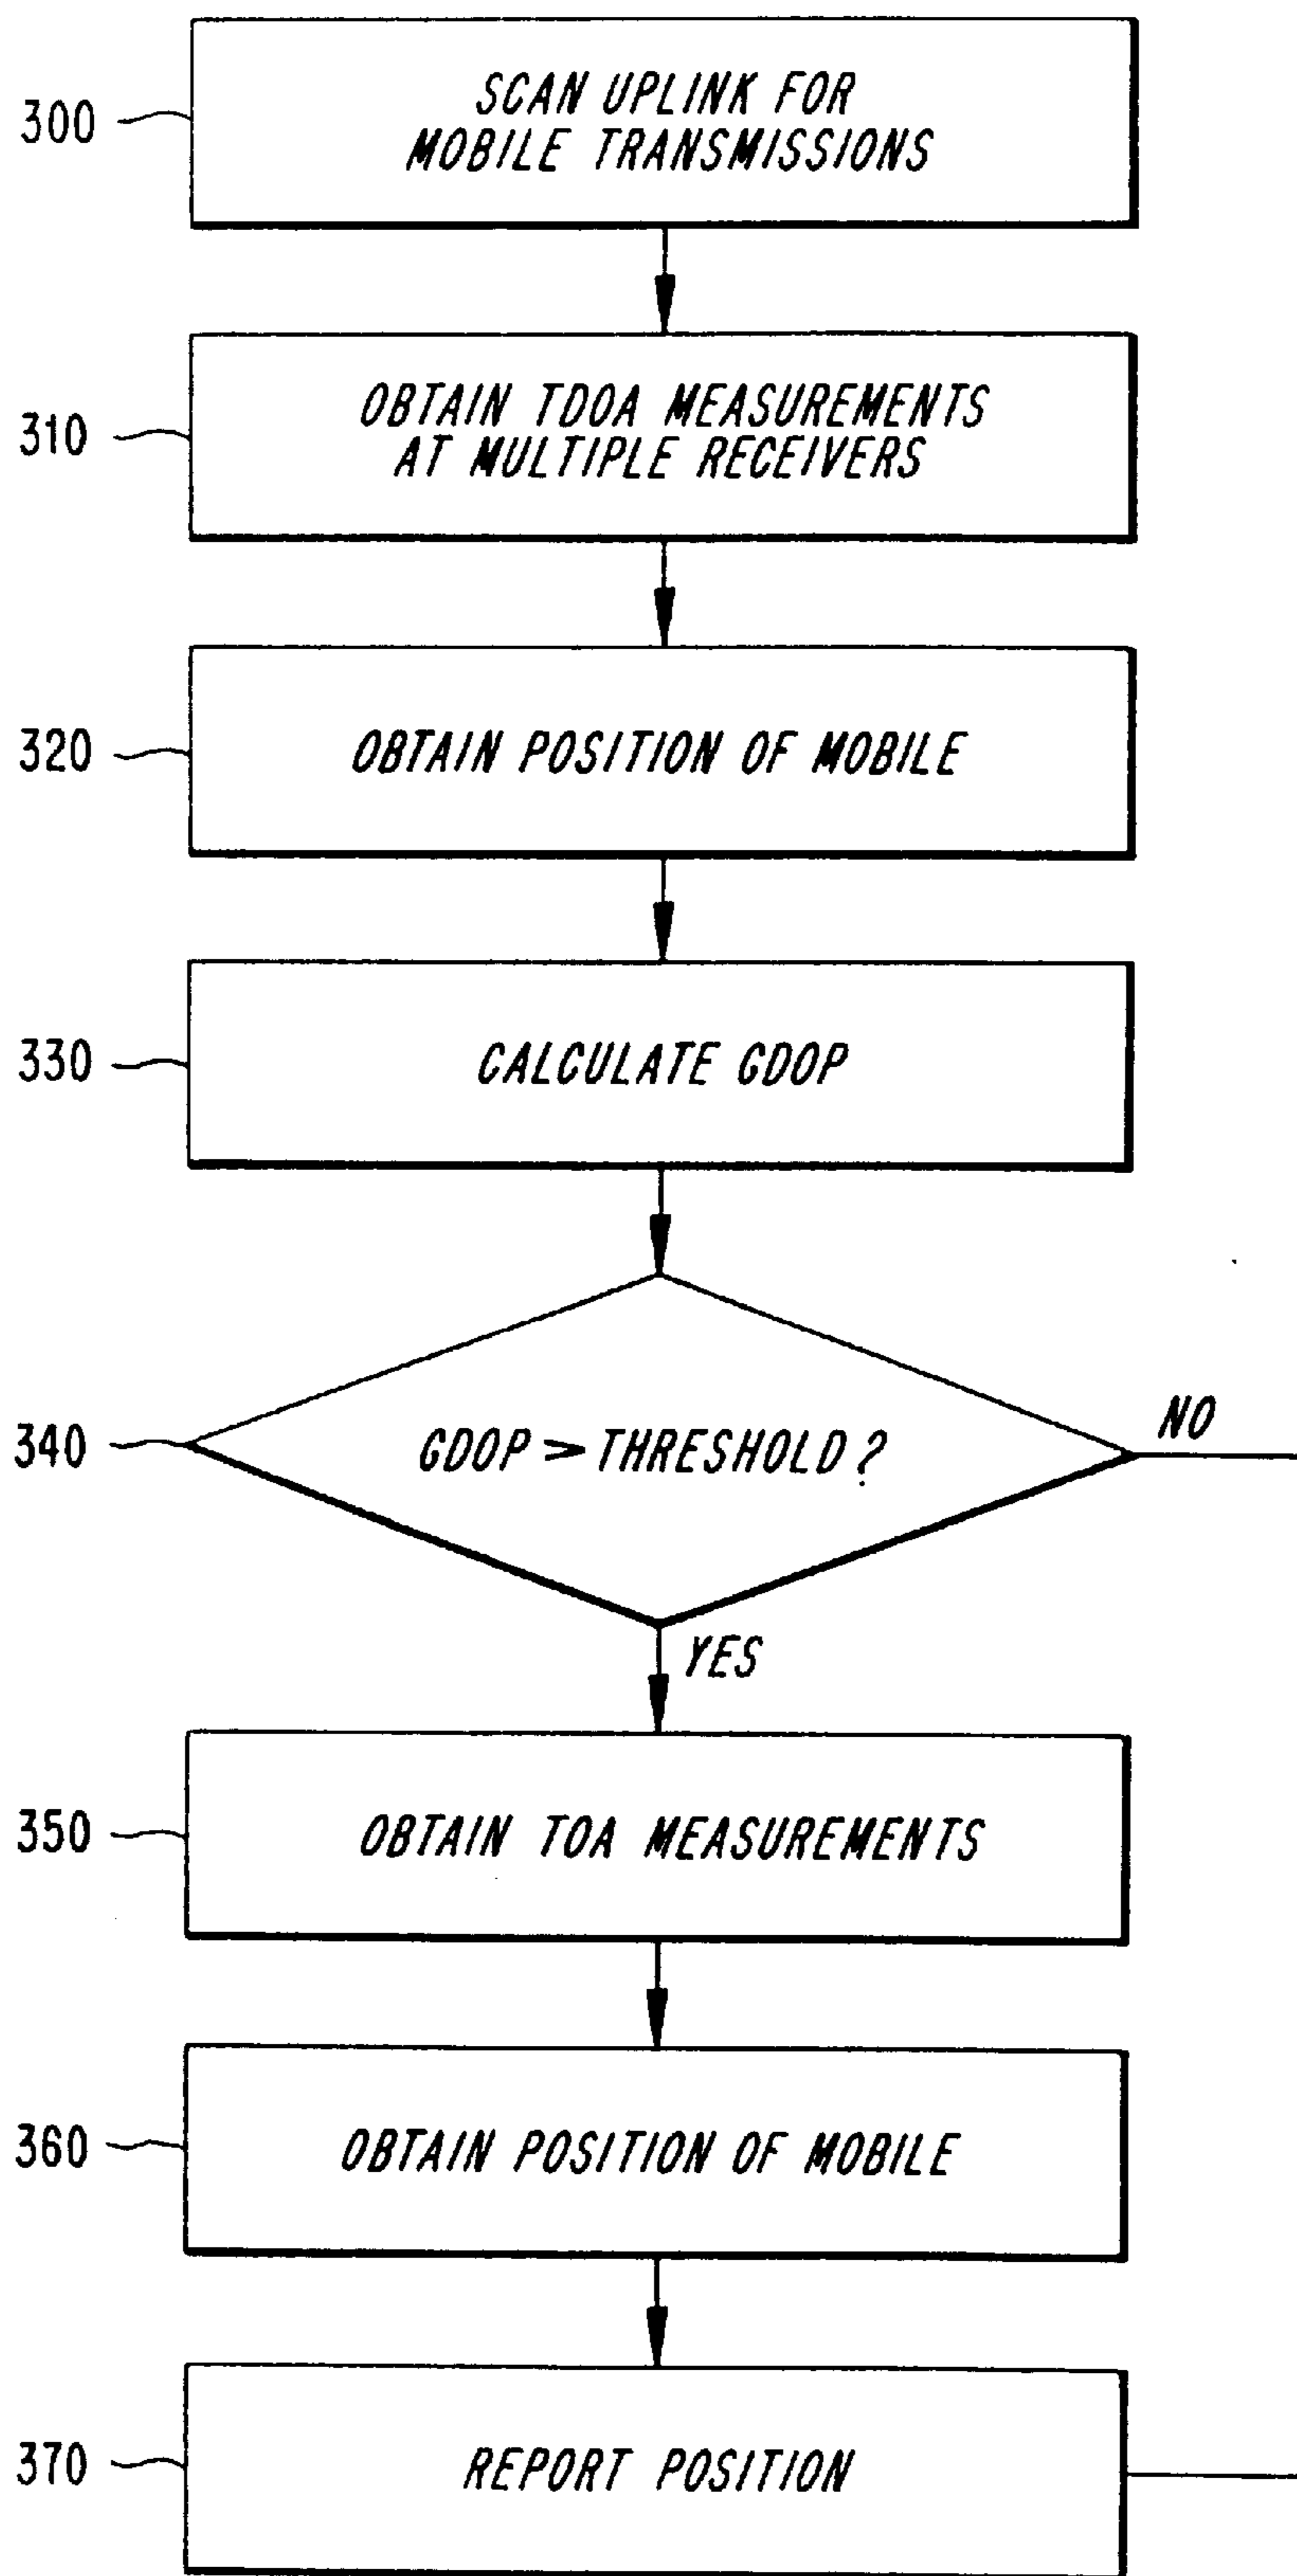 300
SCAN UPLINK FOR
MOBILE TRANSMISSIONS
310
OBTAIN TDOA MEASUREMENTS
AT MULTIPLE RECEIVERS
320
OBTAIN POSITION OF MOBILE
330
CALCULATE GDOP
340
GDOP > THRESHOLD?
NO
YES
350
OBTAIN TOA MEASUREMENTS
360
OBTAIN POSITION OF MOBILE
370
REPORT POSITION